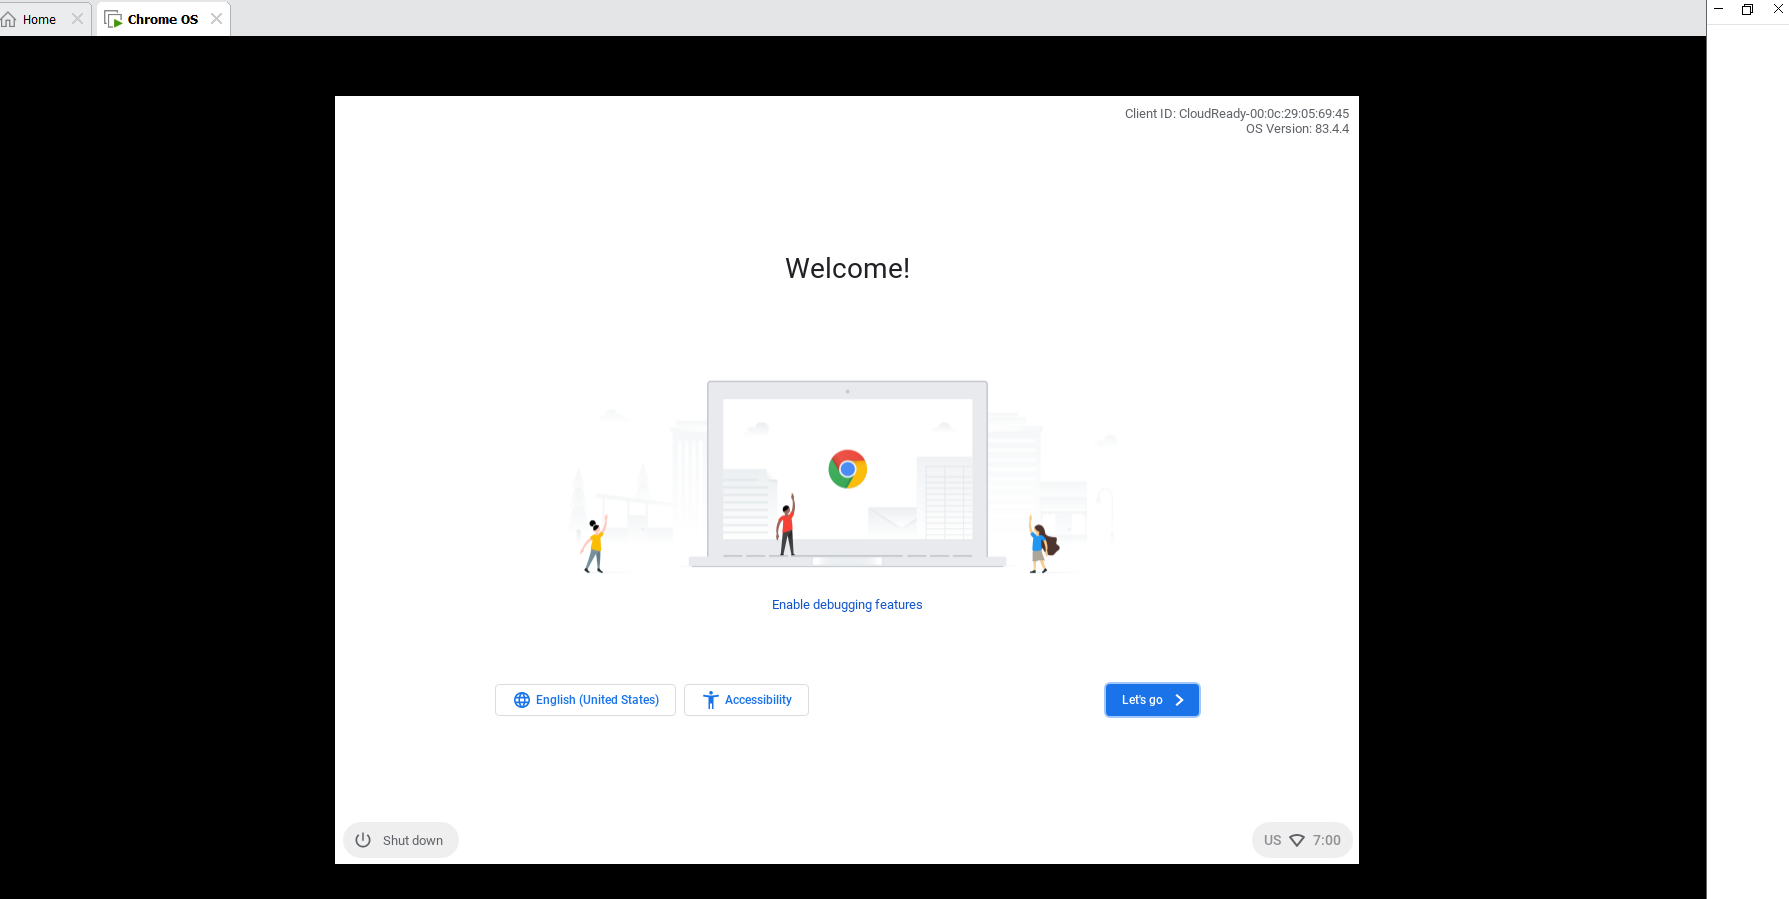 Home
Chrome OS
Client ID: CloudReady-00:0c:29:05:69:45
OS Version: 83.4.4
Welcome!
Enable debugging features
English (United States)
Accessibility
Let's go
Shut down
US 7:00